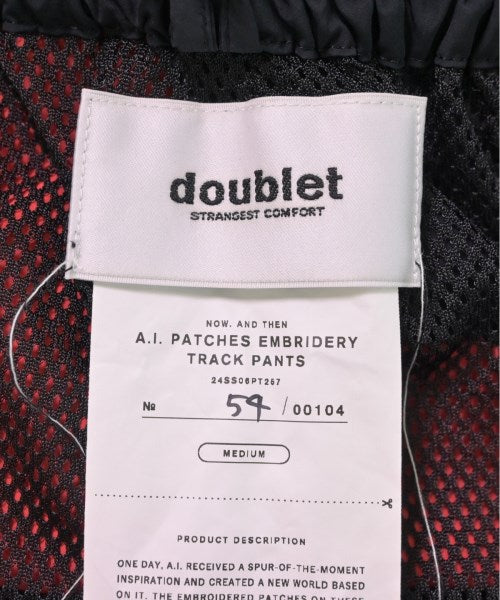 doublet
STRANGEST COMFORT
NOW. AND THEN
A.I. PATCHES EMBRIDERY
TRACK PANTS
24SS06PT267
№ 54 / 00104
MEDIUM
PRODUCT DESCRIPTION
ONE DAY, A.I. RECEIVED A SPUR-OF-THE-MOMENT
INSPIRATION AND CREATED A NEW WORLD BASED
ON IT. THE EMBROIDERED PATCHES ON THESE